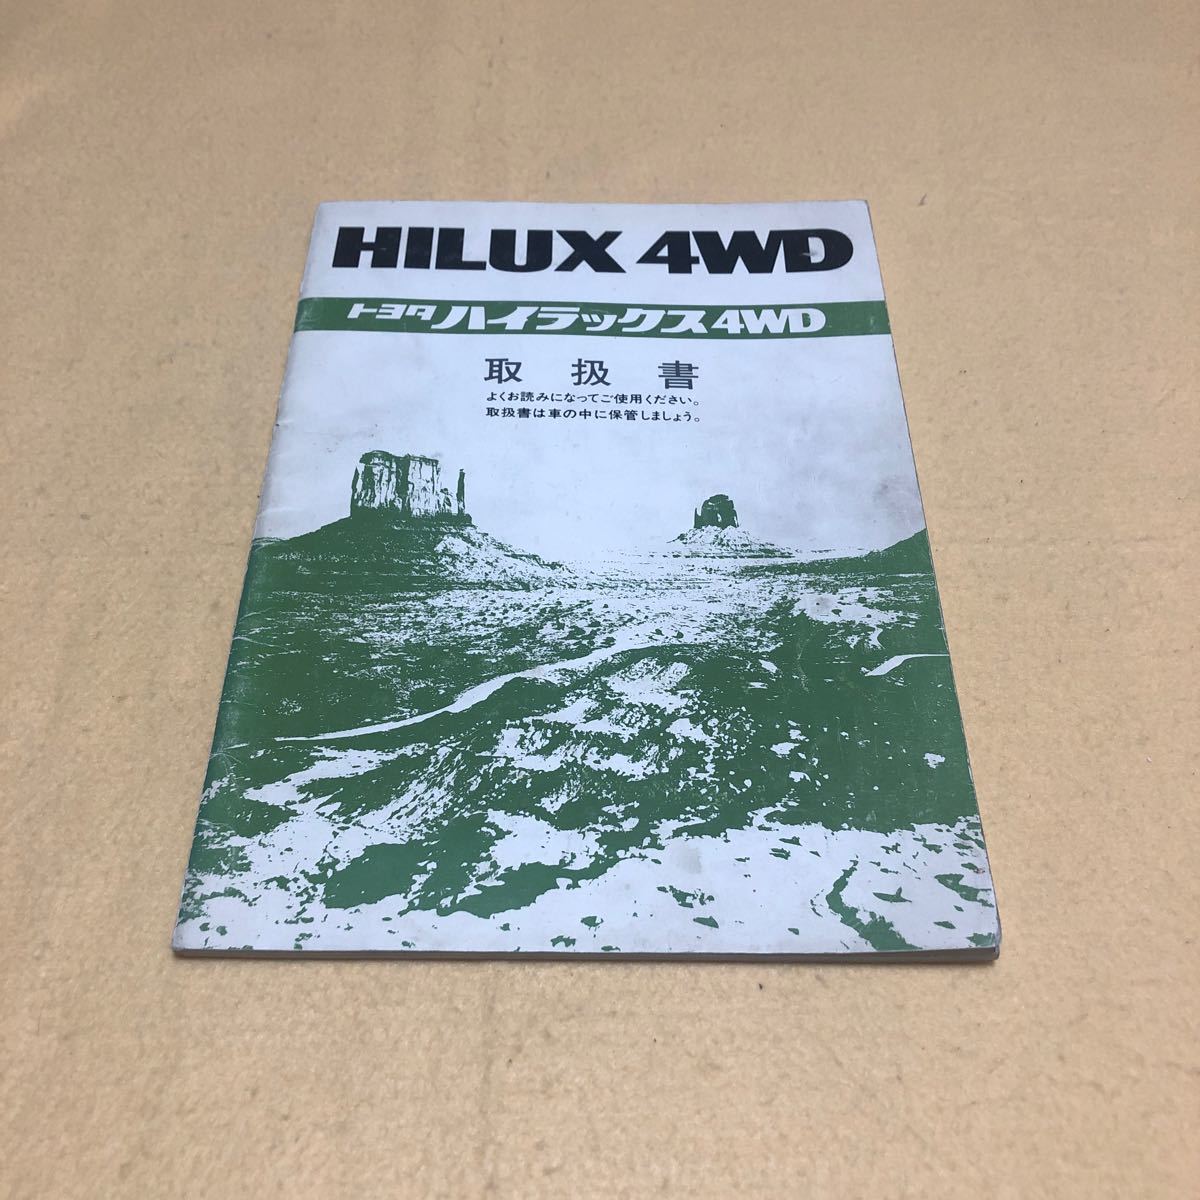 HILUX 4WD
トヨタ ハイラックス4WD
取扱書
よくお読みになってご使用ください。
取扱書は車の中に保管しましょう。